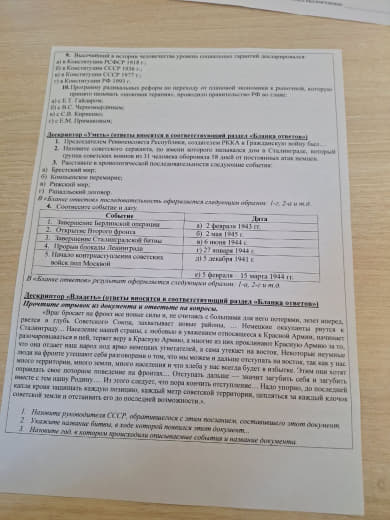 9. Высочайший в истории человечества уровень социальных гарантий декларировался:
а) в Конституции РСФСР 1918 г.;
б) в Конституции СССР 1936 г.;
в) в Конституции СССР 1977 г.;
г) в Конституции РФ 1993 г.
10. Программу радикальных реформ по переходу от плановой экономики к рыночной, которую
принято называть «шоковая терапия», проводило правительство РФ во главе:
а) с Е.Т. Гайдаром;
б) с В.С. Черномырдиным;
в) с С.В. Кириенко;
г) с Е.М. Примаковым;
Дескриптор «Уметь» (ответы вносятся в соответствующий раздел «Бланка ответов»)
1. Председателем Реввоенсовета Республики, создателем РККА в Гражданскую войну был…
2. Назовите советского сержанта, по имени которого называется дом в Сталинграде, который
группа советских воинов из 31 человека обороняла 58 дней от постоянных атак немцев.
3. Расставьте в хронологической последовательности следующие события:
а) Брестский мир;
б) Компьенское перемирие;
в) Рижский мир;
г) Рапалльский договор.
В «Бланке ответов» последовательность оформляется следующим образом: 1-г, 2-а и т.д.
4. Соотнесите событие и дату.
Событие Дата
1. Завершение Берлинской операции а) 2 февраля 1943 гг.
2. Открытие Второго фронта б) 2 мая 1945 г.
3. Завершение Сталинградской битвы в) 6 июня 1944 г.
4. Прорыв блокады Ленинграда г) 27 января 1944 г.
5. Начало контрнаступления советских д) 5 декабря 1941 г.
войск под Москвой
е) 5 февраля – 15 марта 1944 гг.
В «Бланке ответов» результат оформляется следующим образом: 1-а, 2-с и т.д.
Дескриптор «Владеть» (ответы вносятся в соответствующий раздел «Бланка ответов»)
Прочтите отрывок из документа и ответьте на вопросы.
«Враг бросает на фронт все новые силы и, не считаясь с большими для него потерями, лезет вперед,
рвется в глубь Советского Союза, захватывает новые районы, … Немецкие оккупанты рвутся к
Сталинграду… Население нашей страны, с любовью и уважением относящееся к Красной Армии, начинает
разочаровываться в ней, теряет веру в Красную Армию, а многие из них проклинают Красную Армию за то,
что она отдает наш народ под ярмо немецких угнетателей, а сама утекает на восток. Некоторые неумные
люди на фронте утешают себя разговорами о том, что мы можем и дальше отступать на восток, так как у нас
много территории, много земли, много населения и что хлеба у нас всегда будет в избытке. Этим они хотят
оправдать свое позорное поведение на фронтах… Отступать дальше — значит загубить себя и загубить
вместе с тем нашу Родину… Из этого следует, что пора кончить отступление… Надо упорно, до последней
капли крови защищать каждую позицию, каждый метр советской территории, цепляться за каждый клочок
советской земли и отстаивать его до последней возможности.».
1. Назовите руководителя СССР, обратившегося с этим посланием, составившего этот документ.
2. Укажите название битвы, в ходе которой появился этот документ…
3. Назовите год, в котором происходили описываемые события и название документа.